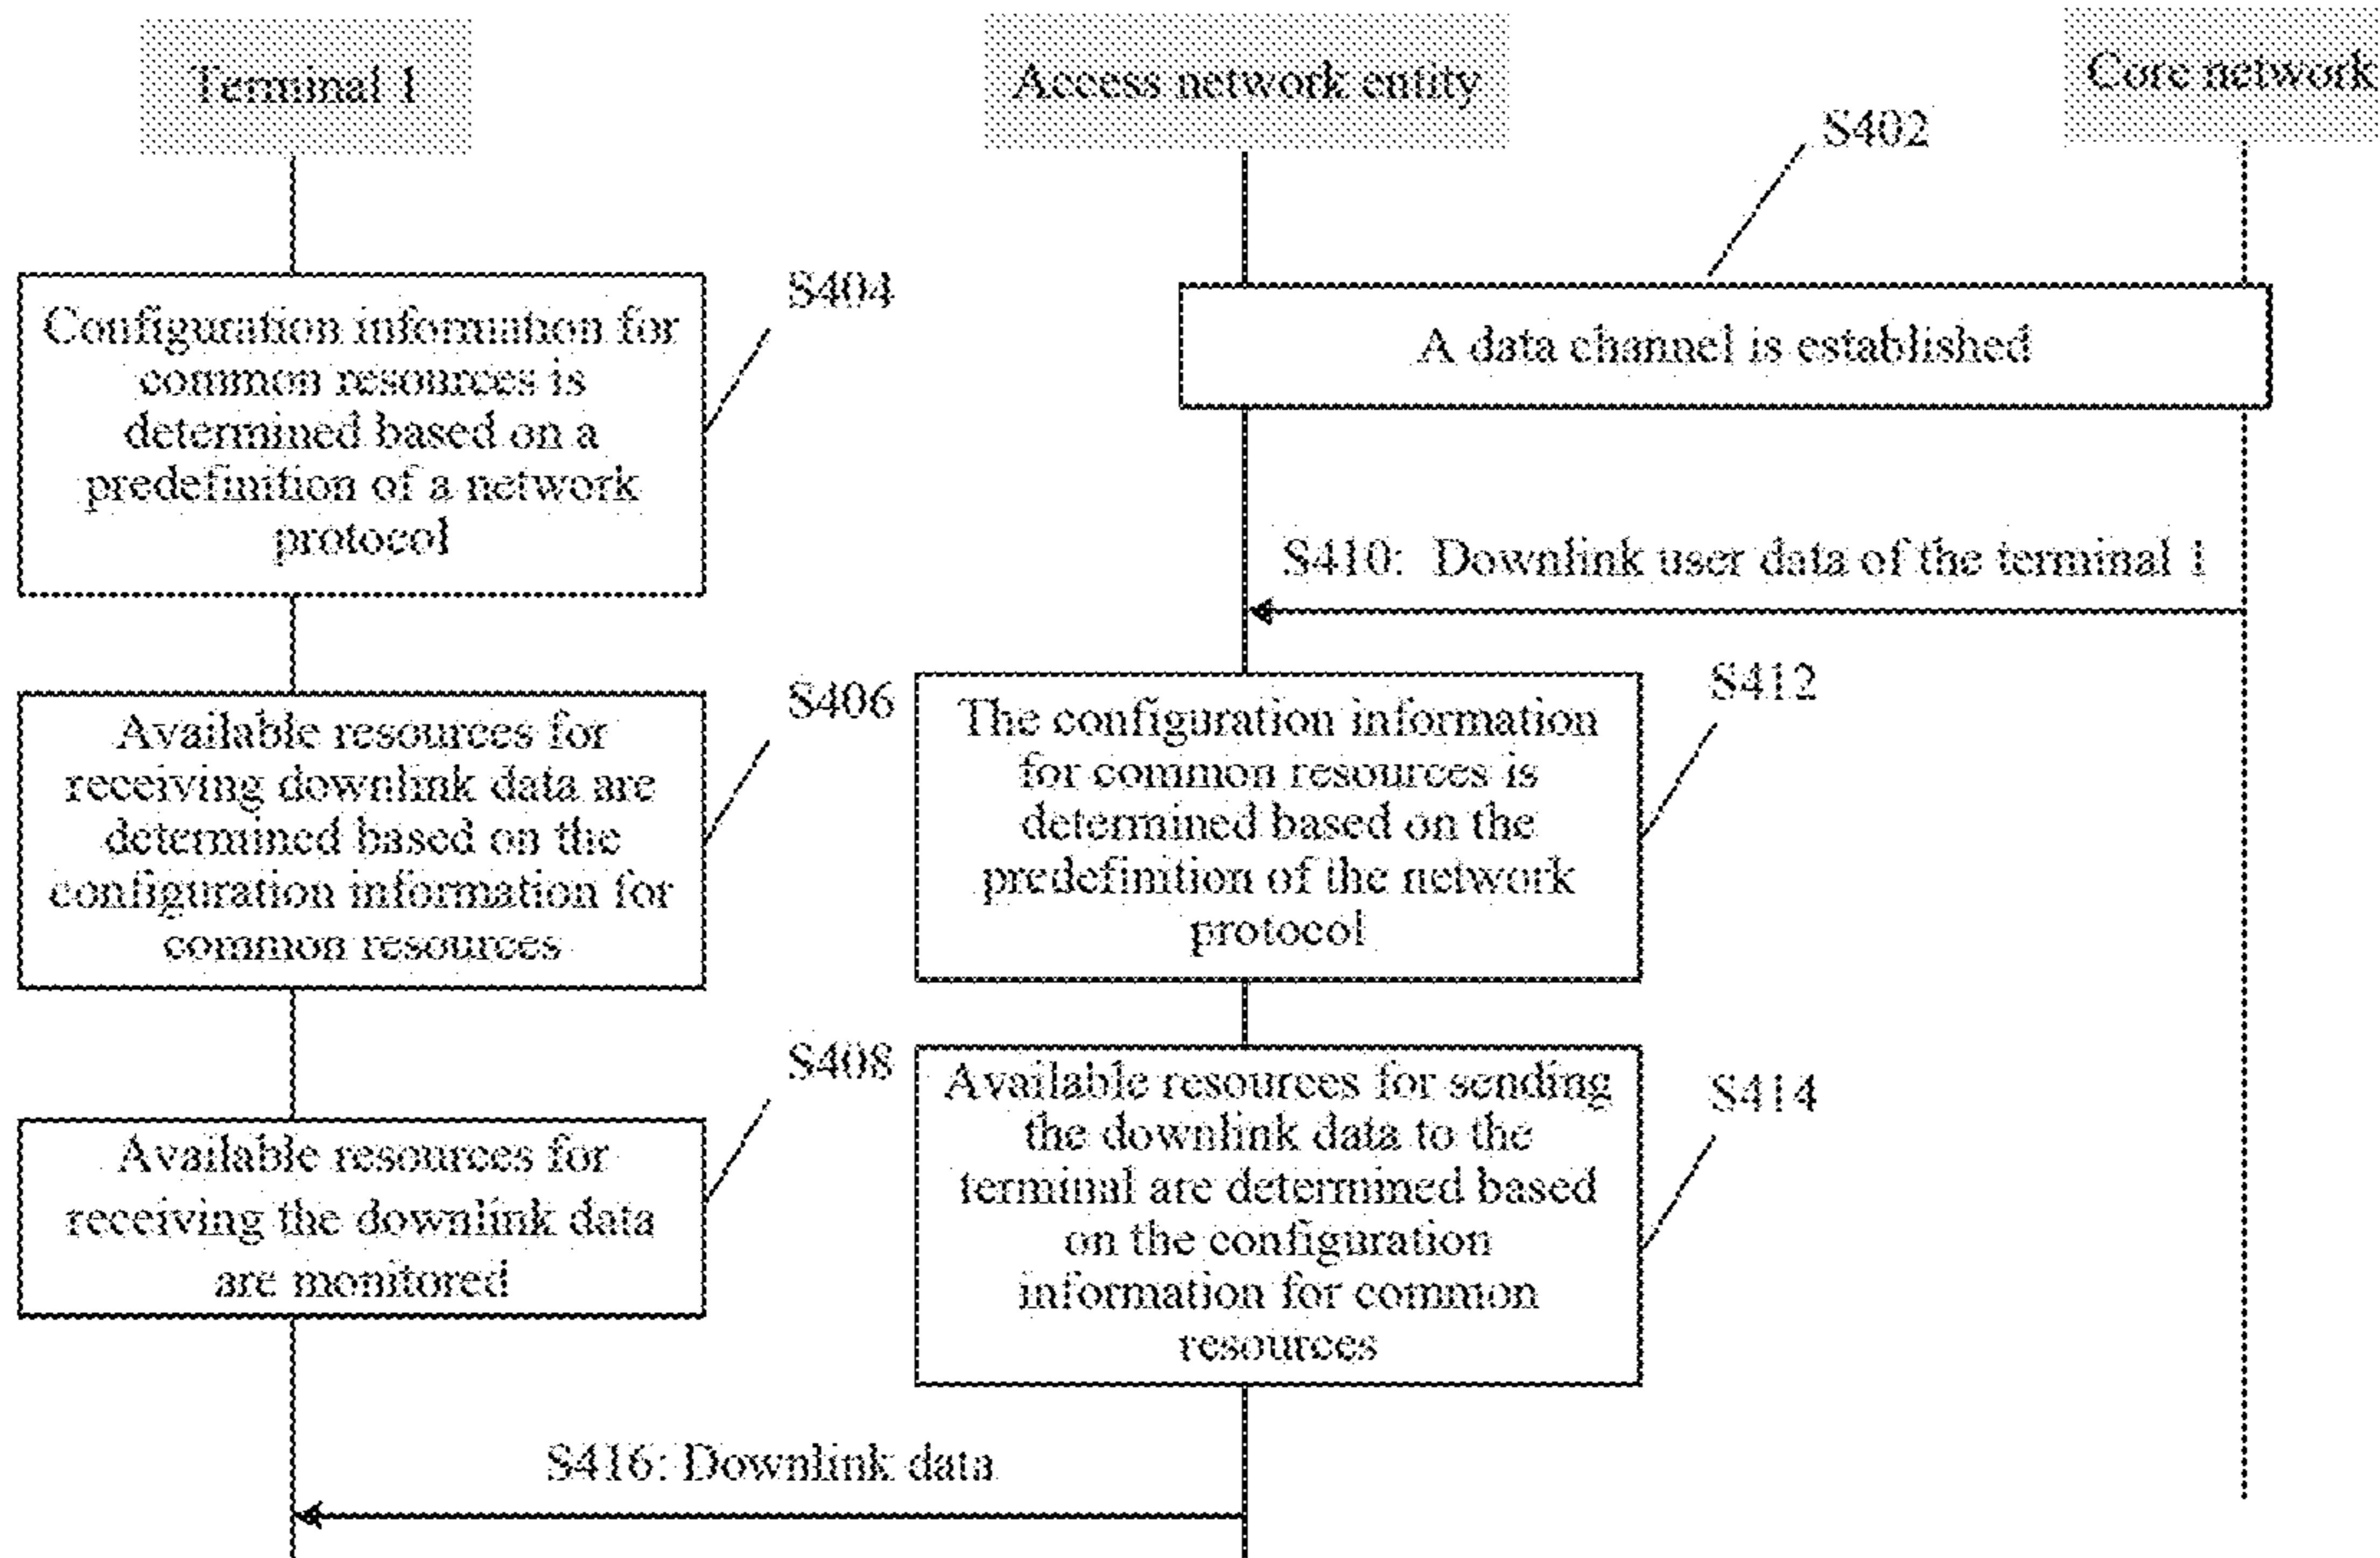 Terminal 1
Access network entity
Core network
S402
S404
Configuration information for
common resources is
determined based on a
predefinition of a network
protocol
A data channel is established
S410: Downlink user data of the terminal 1
S406
Available resources for
receiving downlink data are
determined based on the
configuration information for
common resources
S412
The configuration information
for common resources is
determined based on the
predefinition of the network
protocol
S408
Available resources for
receiving the downlink data
are monitored
S414
Available resources for sending
the downlink data to the
terminal are determined based
on the configuration
information for common
resources
S416: Downlink data